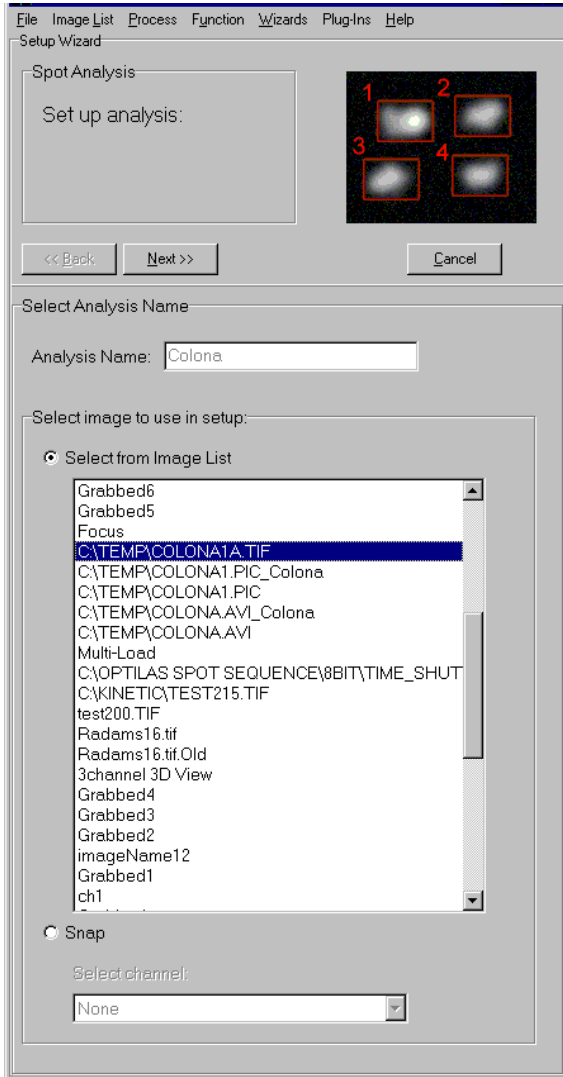 File Image List Process Function Wizards Plug-Ins Help
Setup Wizard
Spot Analysis
Set up analysis:
1 2
3 4
<< Back Next >> Cancel
Select Analysis Name
Analysis Name: Colona
Select image to use in setup:
Select from Image List
Grabbed6
Grabbed5
Focus
C:\TEMP\COLONA1A.TIF
C:\TEMP\COLONA1.PIC_Colona
C:\TEMP\COLONA1.PIC
C:\TEMP\COLONA.AVI_Colona
C:\TEMP\COLONA.AVI
Multi-Load
C:\OPTILAS SPOT SEQUENCE\8BIT\TIME_SHUT
C:\KINETIC\TEST215.TIF
test200.TIF
Radams16.tif
Radams16.tif.Old
3channel 3D View
Grabbed4
Grabbed3
Grabbed2
imageName12
Grabbed1
ch1
Snap
Select channel:
None